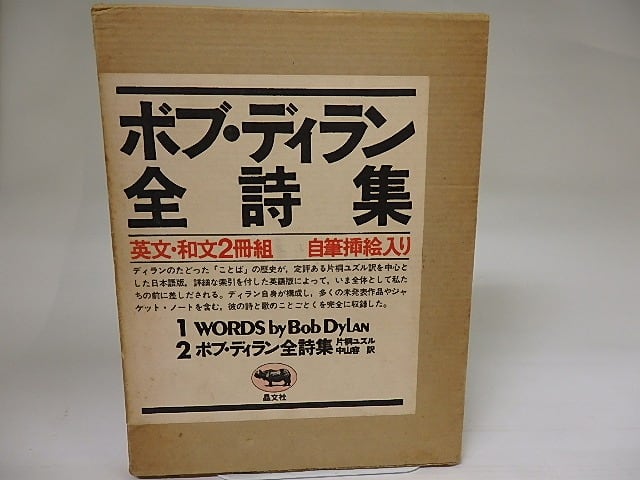 ボブ・ディラン
全詩集
英文・和文2冊組 自筆挿絵入り
ディランのたどった「ことば」の歴史が，定評ある片桐ユズル訳を中心と
した日本語版，詳細な索引を付した英語版によって，いま全体として私た
ちの前に差しだされる。ディラン自身が構成し，多くの未発表作品やジャ
ケット・ノートを含む，彼の詩と歌のことごとくを完全に収録した。
1 WORDS by Bob Dylan
2 ボブ・ディラン全詩集 片桐ユズル
中山容 訳
晶文社